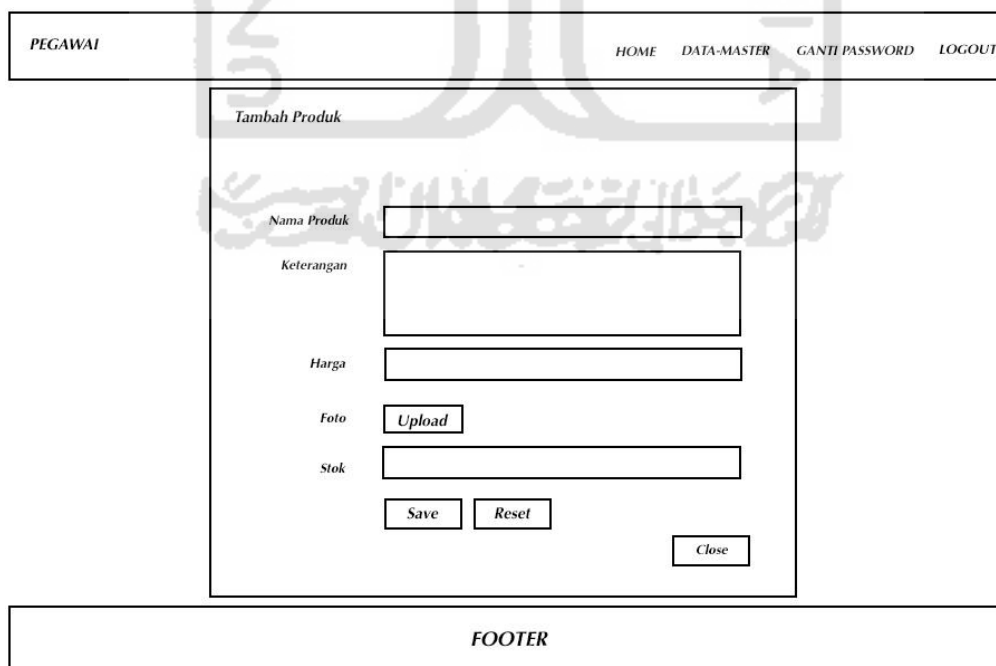 PEGAWAI
HOME DATA-MASTER GANTI PASSWORD LOGOUT
Tambah Produk
Nama Produk
Keterangan
Harga
Foto Upload
Stok
Save Reset
Close
FOOTER